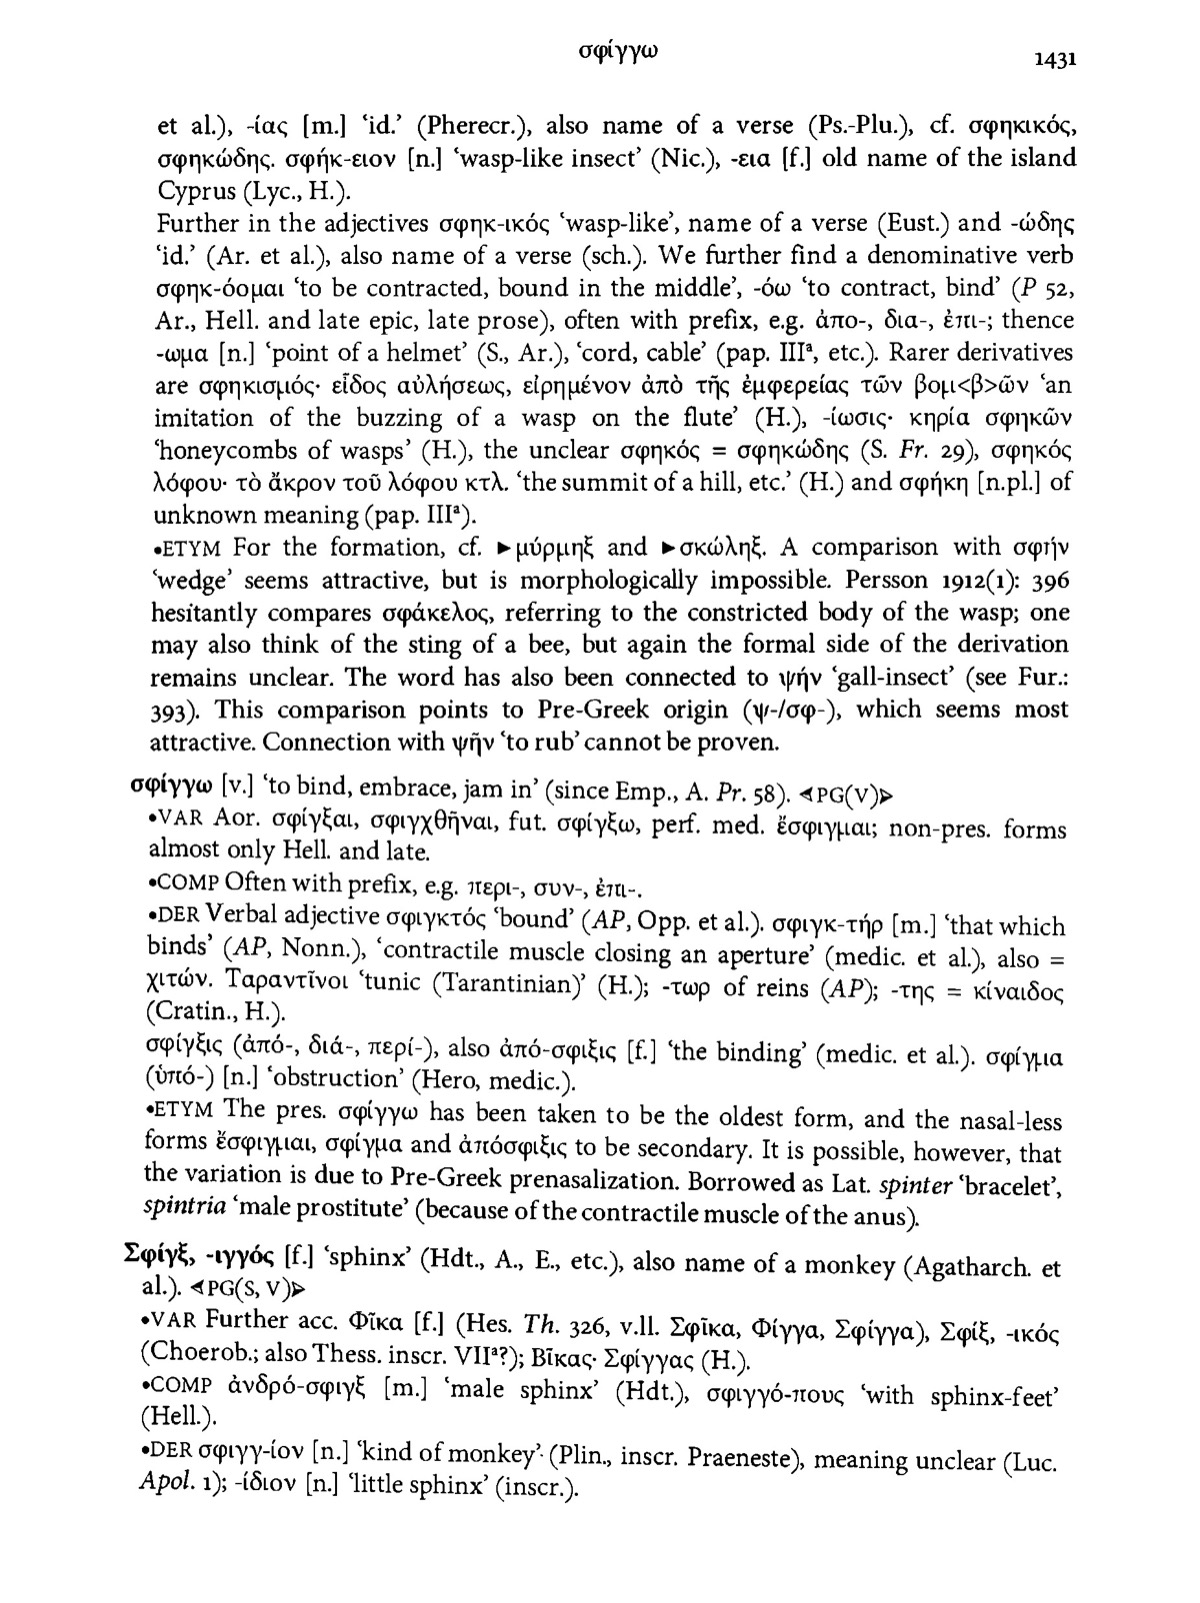 σφίγγω
1431
et al.), -ίας [m.] ‘id.’ (Pherecr.), also name of a verse (Ps.-Plu.), cf. σφηκικός,
σφηκώδης. σφήκ-ειον [n.] ‘wasp-like insect’ (Nic.), -εια [f.] old name of the island
Cyprus (Lyc., H.).
Further in the adjectives σφηκ-ικός ‘wasp-like’, name of a verse (Eust.) and -ώδης
‘id.’ (Ar. et al.), also name of a verse (sch.). We further find a denominative verb
σφηκ-όομαι ‘to be contracted, bound in the middle’, -όω ‘to contract, bind’ (P 52,
Ar., Hell. and late epic, late prose), often with prefix, e.g. ἀπο-, δια-, ἐπι-; thence
-ωμα [n.] ‘point of a helmet’ (S., Ar.), ‘cord, cable’ (pap. IIIª, etc.). Rarer derivatives
are σφηκισμός· εἶδος αὐλήσεως, εἰρημένον ἀπὸ τῆς ἐμφερείας τῶν βομ<β>ῶν ‘an
imitation of the buzzing of a wasp on the flute’ (H.), -ίωσις· κηρία σφηκῶν
‘honeycombs of wasps’ (H.), the unclear σφηκός = σφηκώδης (S. Fr. 29), σφηκός
λόφου· τὸ ἄκρον τοῦ λόφου κτλ. ‘the summit of a hill, etc.’ (H.) and σφήκη [n.pl.] of
unknown meaning (pap. IIIª).
•ETYM For the formation, cf. ►μύρμηξ and ►σκώληξ. A comparison with σφήν
‘wedge’ seems attractive, but is morphologically impossible. Persson 1912(1): 396
hesitantly compares σφάκελος, referring to the constricted body of the wasp; one
may also think of the sting of a bee, but again the formal side of the derivation
remains unclear. The word has also been connected to ψήν ‘gall-insect’ (see Fur.:
393). This comparison points to Pre-Greek origin (ψ-/σφ-), which seems most
attractive. Connection with ψῆν ‘to rub’ cannot be proven.
σφίγγω [v.] ‘to bind, embrace, jam in’ (since Emp., A. Pr. 58). ◄PG(V)►
•VAR Aor. σφίγξαι, σφιγχθῆναι, fut. σφίγξω, perf. med. ἔσφιγμαι; non-pres. forms
almost only Hell. and late.
•COMP Often with prefix, e.g. περι-, συν-, ἐπι-.
•DER Verbal adjective σφιγκτός ‘bound’ (AP, Opp. et al.). σφιγκ-τήρ [m.] ‘that which
binds’ (AP, Nonn.), ‘contractile muscle closing an aperture’ (medic. et al.), also =
χιτών. Ταραντῖνοι ‘tunic (Tarantinian)’ (H.); -τωρ of reins (AP); -της = κίναιδος
(Cratin., H.).
σφίγξις (ἀπό-, διά-, περί-), also ἀπό-σφιξις [f.] ‘the binding’ (medic. et al.). σφίγμα
(ὑπό-) [n.] ‘obstruction’ (Hero, medic.).
•ETYM The pres. σφίγγω has been taken to be the oldest form, and the nasal-less
forms ἔσφιγμαι, σφίγμα and ἀπόσφιξις to be secondary. It is possible, however, that
the variation is due to Pre-Greek prenasalization. Borrowed as Lat. spinter ‘bracelet’,
spintria ‘male prostitute’ (because of the contractile muscle of the anus).
Σφίγξ, -ιγγός [f.] ‘sphinx’ (Hdt., A., E., etc.), also name of a monkey (Agatharch. et
al.). ◄PG(S, V)►
•VAR Further acc. Φῖκα [f.] (Hes. Th. 326, v.ll. Σφῖκα, Φίγγα, Σφίγγα), Σφίξ, -ικός
(Choerob.; also Thess. inscr. VIIª?); Βῖκας· Σφίγγας (H.).
•COMP ἀνδρό-σφιγξ [m.] ‘male sphinx’ (Hdt.), σφιγγό-πους ‘with sphinx-feet’
(Hell.).
•DER σφιγγ-ίον [n.] ‘kind of monkey’ (Plin., inscr. Praeneste), meaning unclear (Luc.
Apol. 1); -ίδιον [n.] ‘little sphinx’ (inscr.).